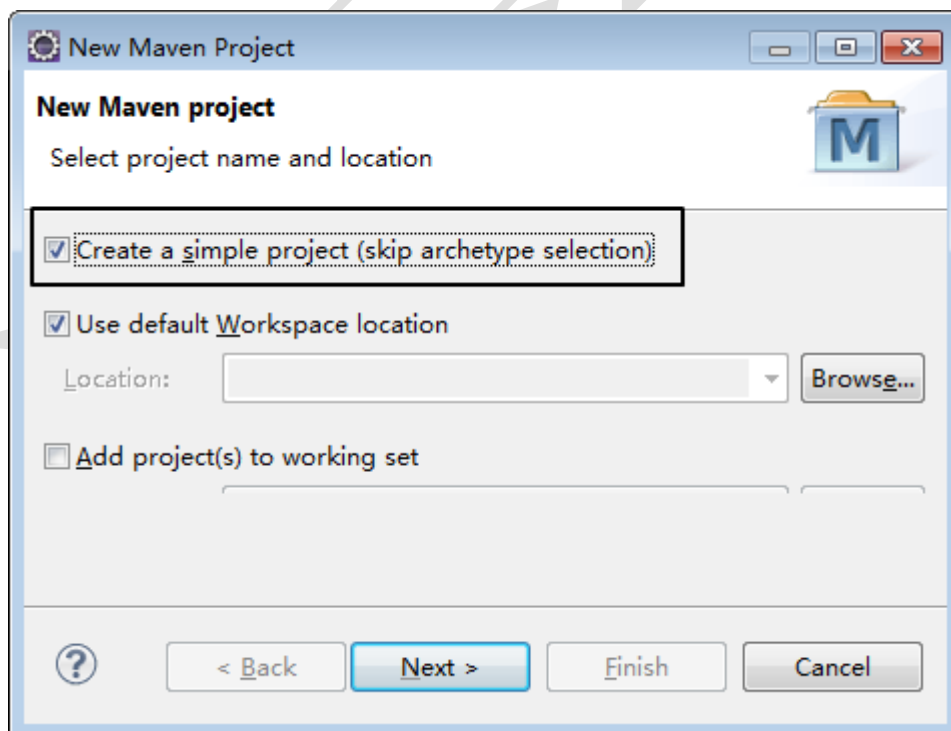 New Maven Project
New Maven project
Select project name and location
M
Create a simple project (skip archetype selection)
Use default Workspace location
Location:
Browse...
Add project(s) to working set
?
< Back
Next >
Finish
Cancel